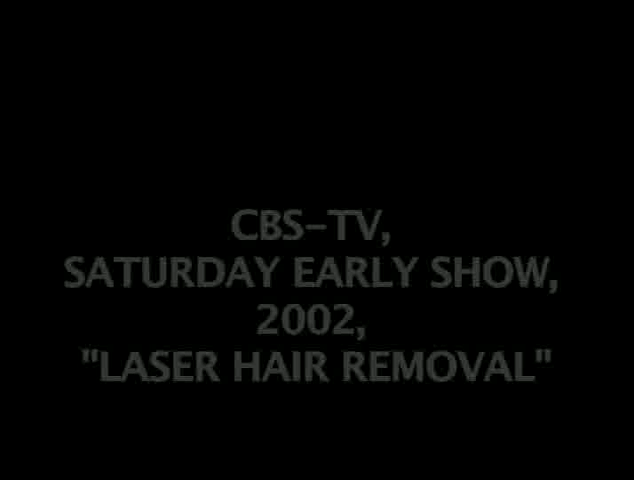 CBS-TV,
SATURDAY EARLY SHOW,
2002,
"LASER HAIR REMOVAL"